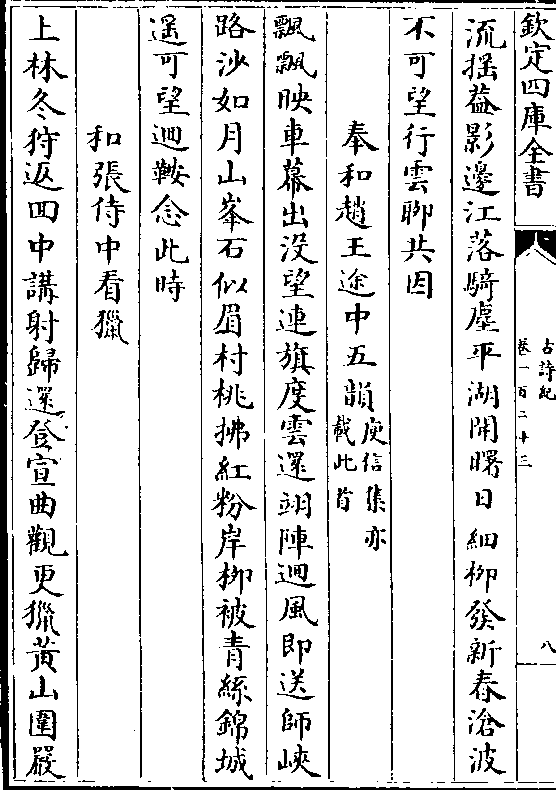 欽定四庫全書
古詩紀
卷一百二十三
八
流揺葢影邊江落騎塵平湖開曙日細柳發新春滄波
不可望行雲聊共因
奉和趙王途中五韻
庾信集亦
載此首
飄飄映車幕出没望連旗度雲還翊陣迴風即送師峽
路沙如月山峯石似眉村桃拂紅粉岸柳被青絲錦城
遥可望迴鞍念此時
和張侍中看獵
上林冬狩返回中講射歸還登宣曲觀更獵黄山圍嚴